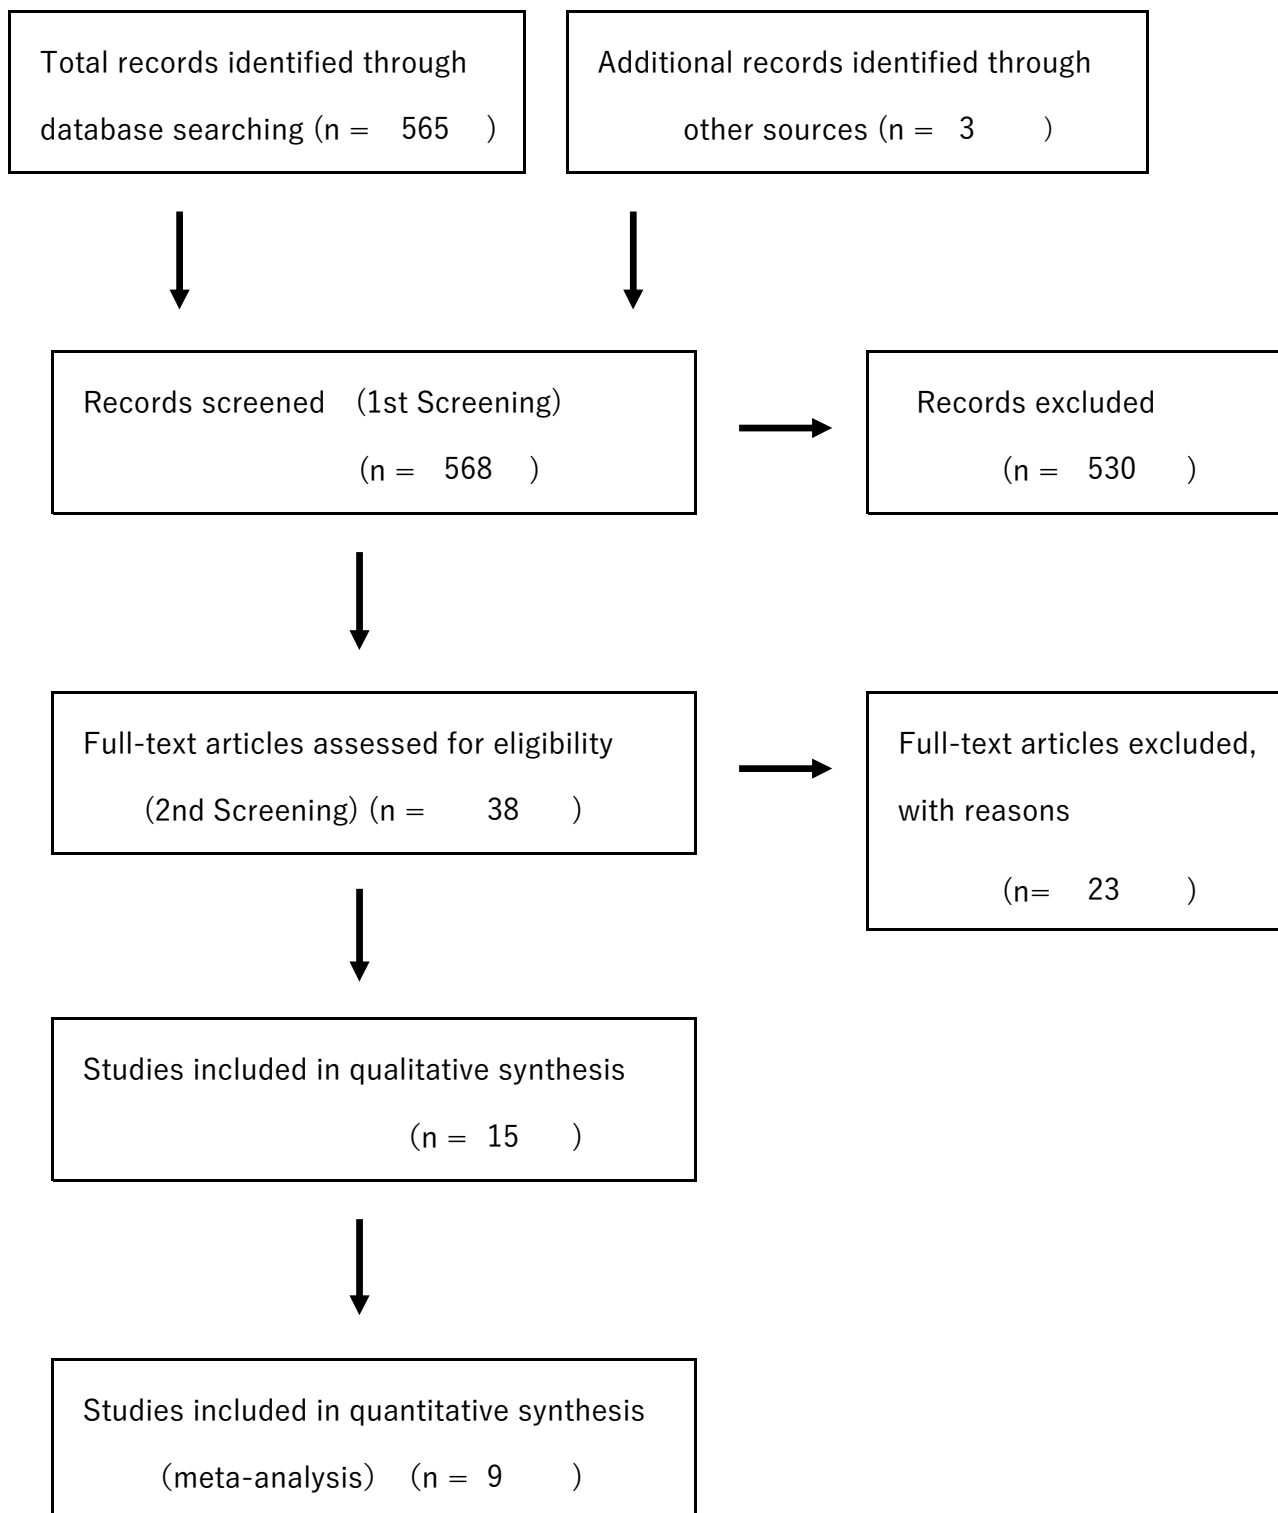 Total records identified through
database searching (n = 565 )
Additional records identified through
other sources (n = 3 )
Records screened (1st Screening)
(n = 568 )
Records excluded
(n = 530 )
Full-text articles assessed for eligibility
(2nd Screening) (n = 38 )
Full-text articles excluded,
with reasons
(n= 23 )
Studies included in qualitative synthesis
(n = 15 )
Studies included in quantitative synthesis
(meta-analysis) (n = 9 )